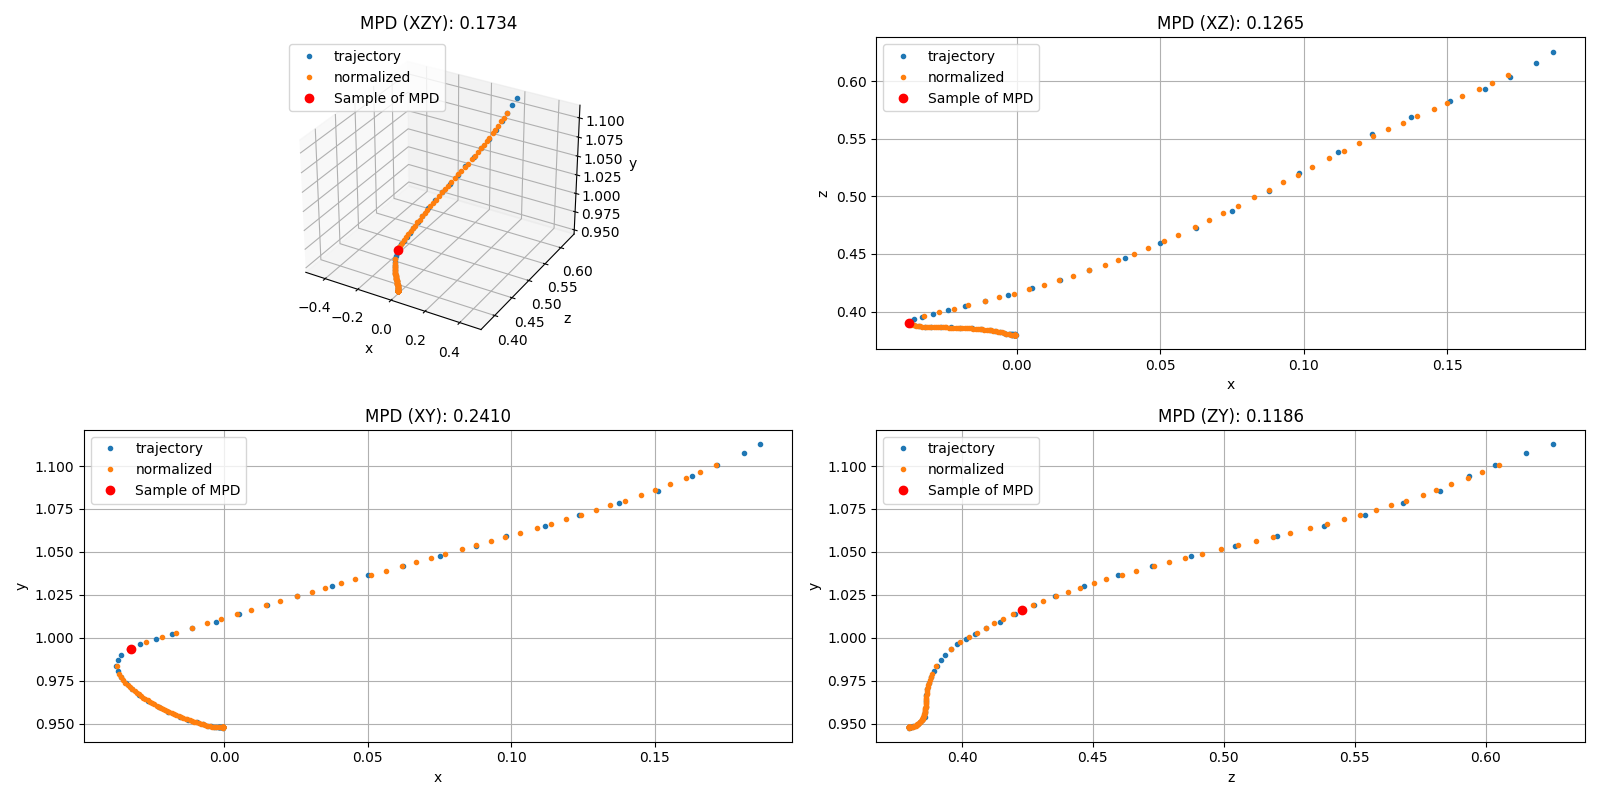 MPD (XZY): 0.1734
trajectory
normalized
Sample of MPD
1.100
1.075
1.050
1.025
1.000
0.975
0.950
y
−0.4
−0.2
0.0
0.2
0.4
x
0.40
0.45
0.50
0.55
0.60
z
MPD (XZ): 0.1265
trajectory
normalized
Sample of MPD
0.60
0.55
0.50
0.45
0.40
z
0.00
0.05
0.10
0.15
x
MPD (XY): 0.2410
trajectory
normalized
Sample of MPD
1.100
1.075
1.050
1.025
1.000
0.975
0.950
y
0.00
0.05
0.10
0.15
x
MPD (ZY): 0.1186
trajectory
normalized
Sample of MPD
1.100
1.075
1.050
1.025
1.000
0.975
0.950
y
0.40
0.45
0.50
0.55
0.60
z